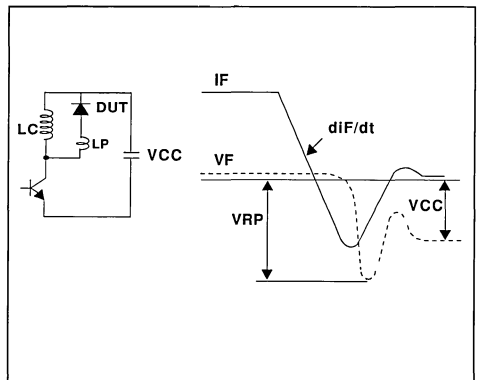 DUT
LC
LP
VCC
IF
diF/dt
VF
VRP
VCC